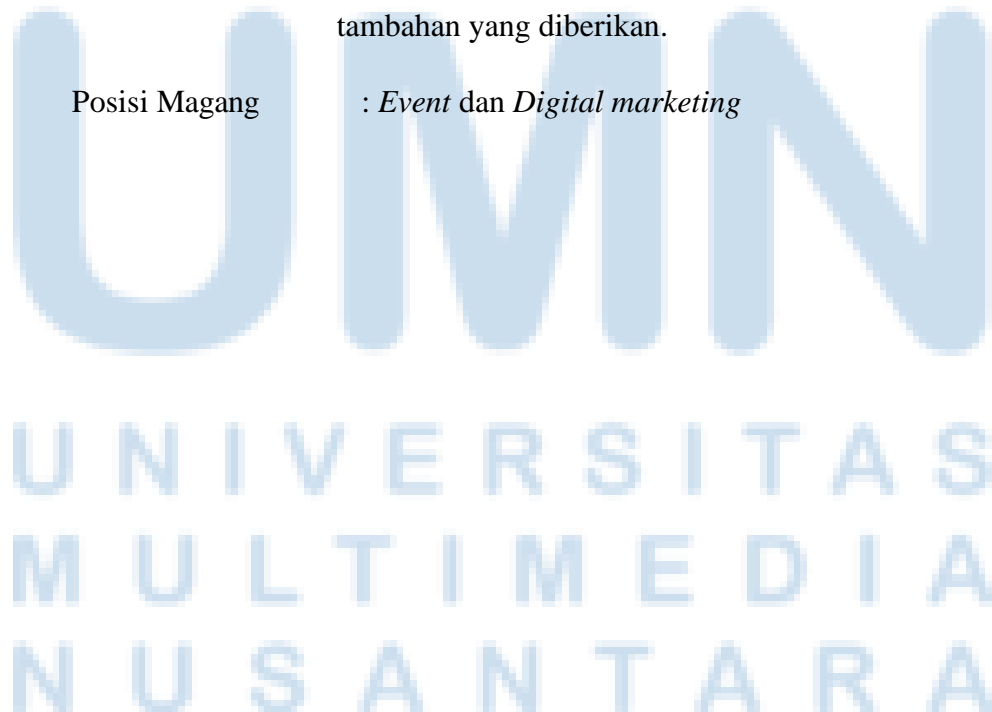 tambahan yang diberikan.
Posisi Magang : Event dan Digital marketing
UMN
UNIVERSITAS
MULTIMEDIA
NUSANTARA